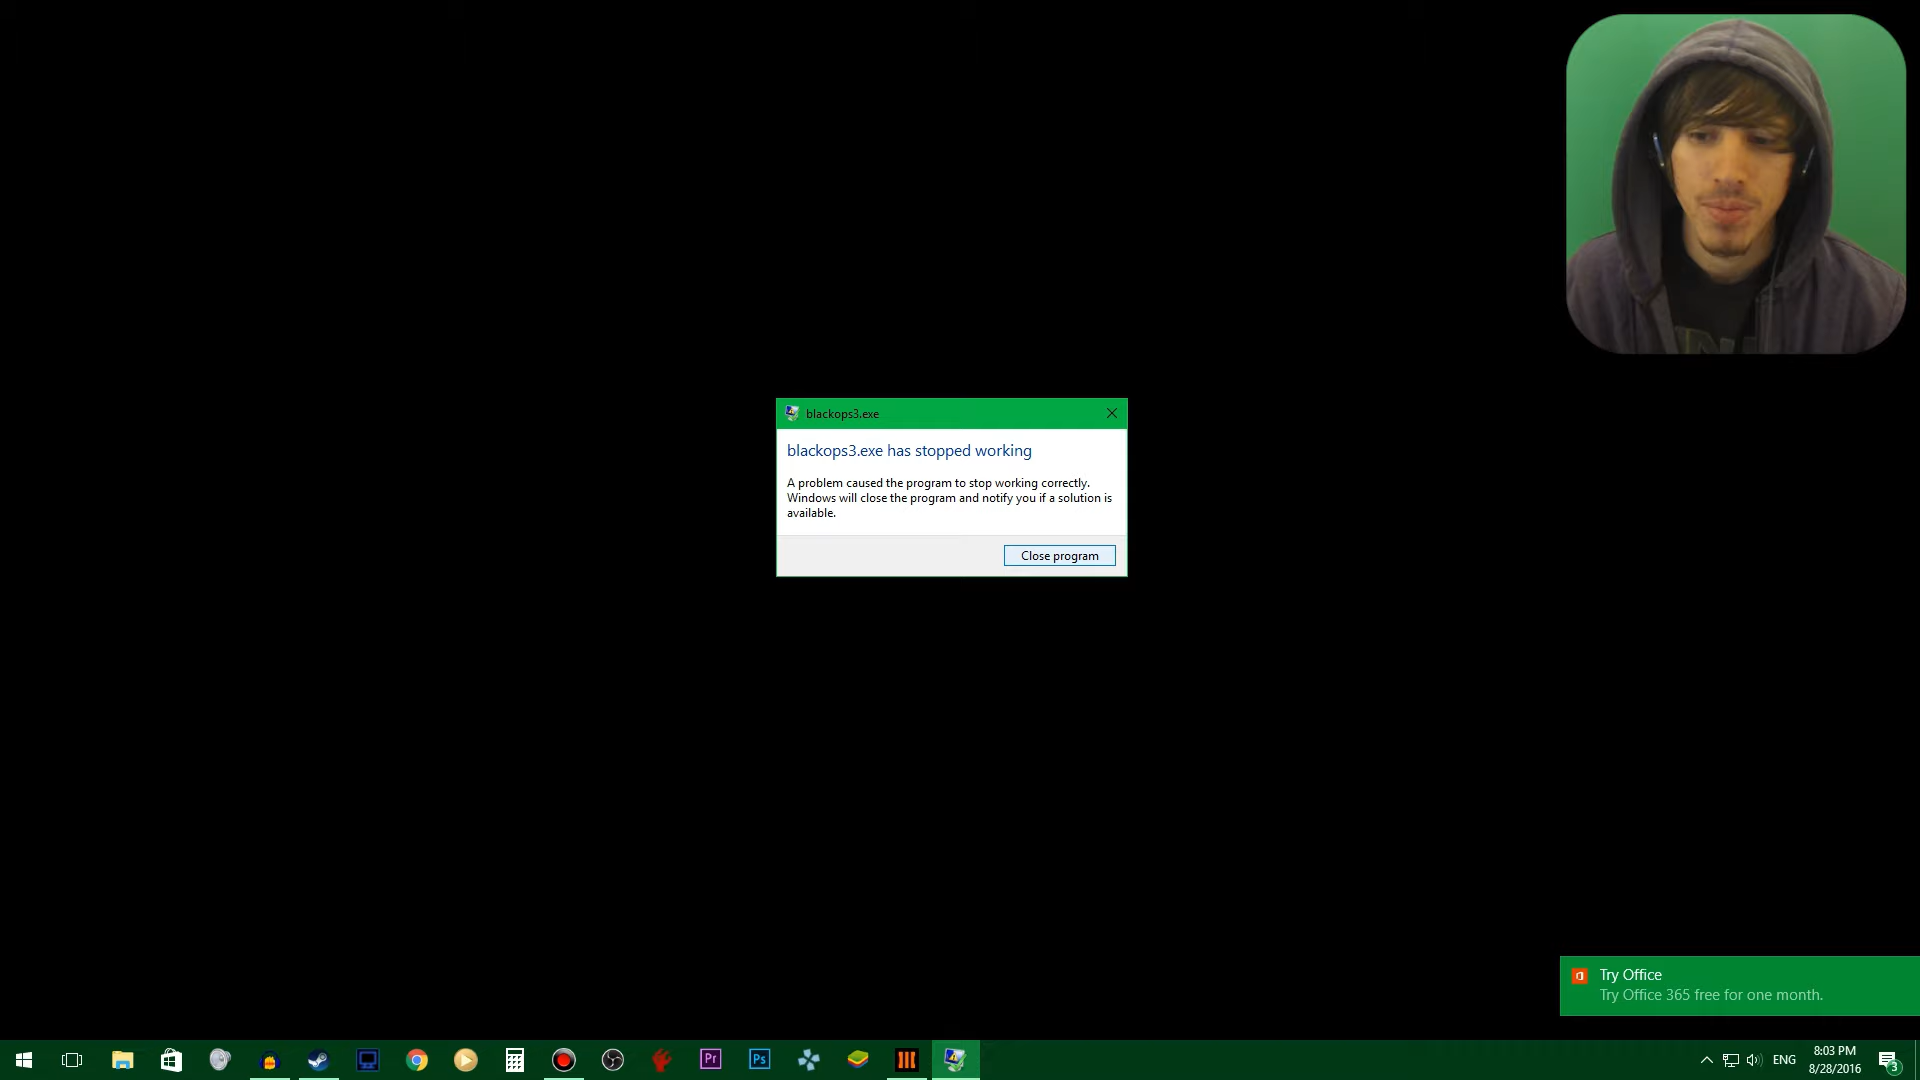 blackops3.exe
blackops3.exe has stopped working
A problem caused the program to stop working correctly.
Windows will close the program and notify you if a solution is
available.
Close program
Try Office
Try Office 365 free for one month.
Pr
Ps
ENG
8:03 PM
8/28/2016
3